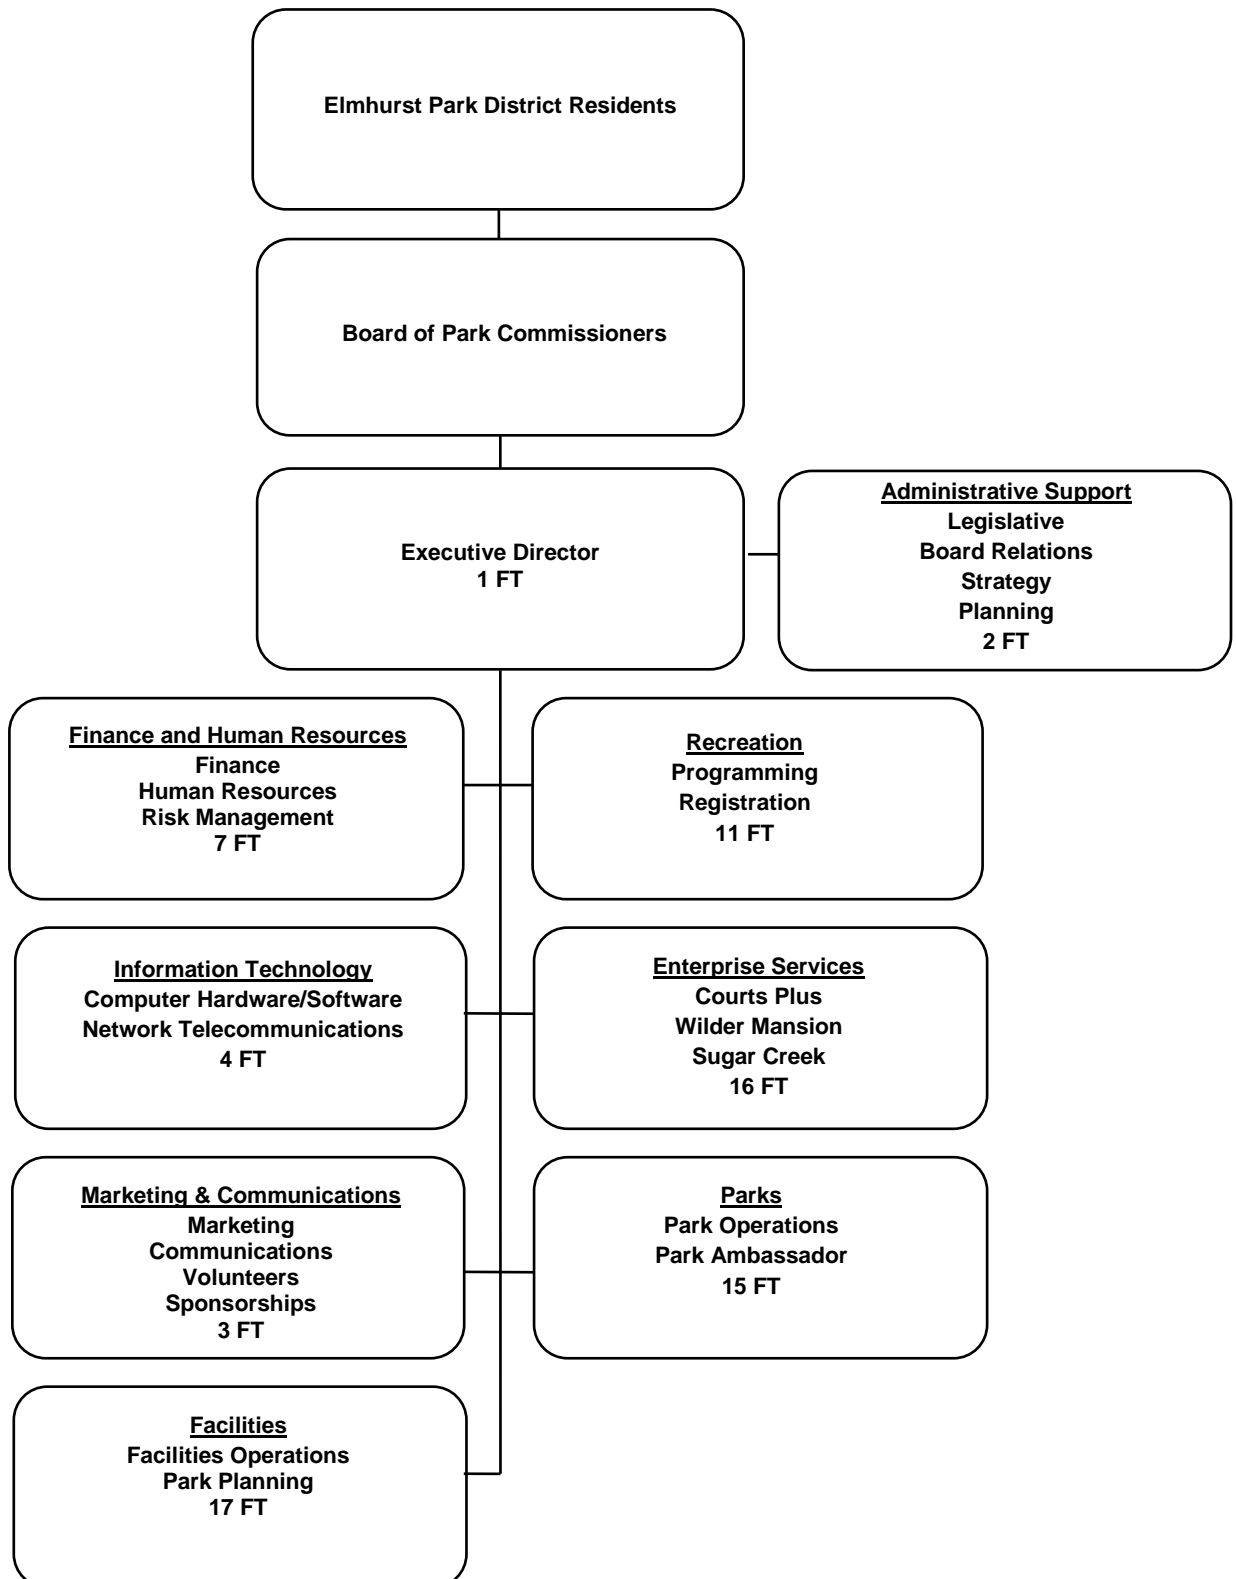 Elmhurst Park District Residents
Board of Park Commissioners
Executive Director
1 FT
Administrative Support
Legislative
Board Relations
Strategy
Planning
2 FT
Finance and Human Resources
Finance
Human Resources
Risk Management
7 FT
Recreation
Programming
Registration
11 FT
Information Technology
Computer Hardware/Software
Network Telecommunications
4 FT
Enterprise Services
Courts Plus
Wilder Mansion
Sugar Creek
16 FT
Marketing & Communications
Marketing
Communications
Volunteers
Sponsorships
3 FT
Parks
Park Operations
Park Ambassador
15 FT
Facilities
Facilities Operations
Park Planning
17 FT